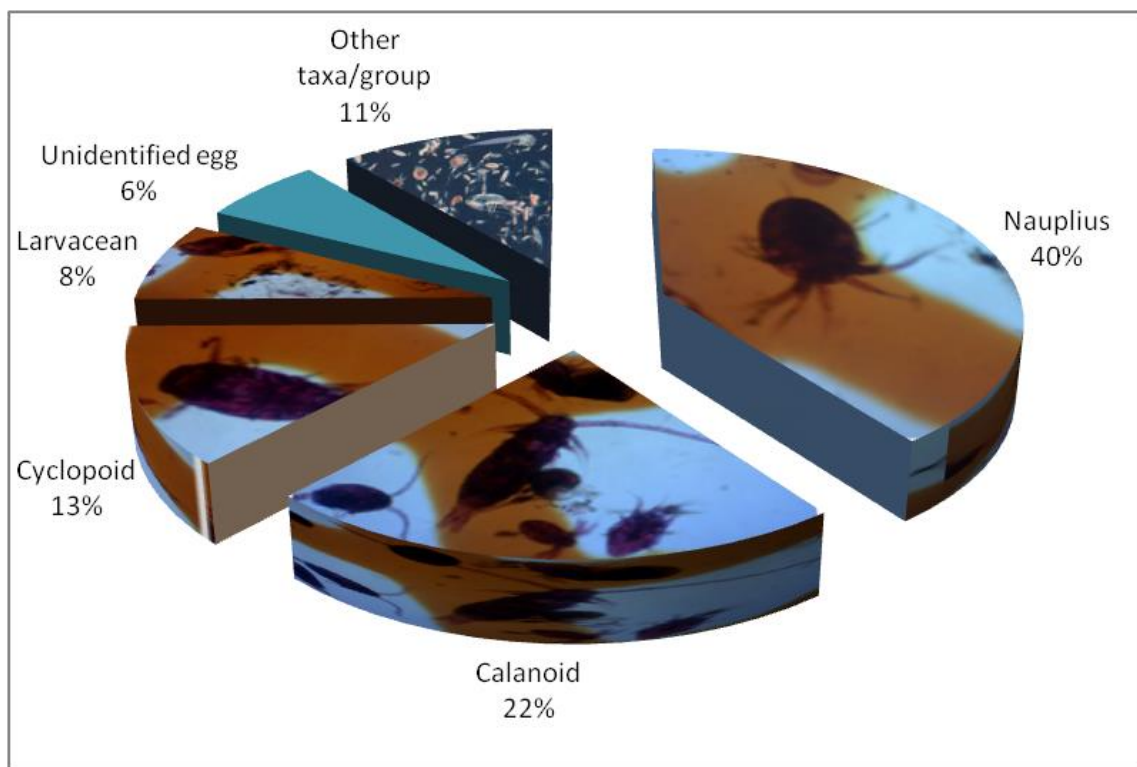 Other
taxa/group
11%
Unidentified egg
6%
Larvacean
8%
Cyclopoid
13%
Calanoid
22%
Nauplius
40%